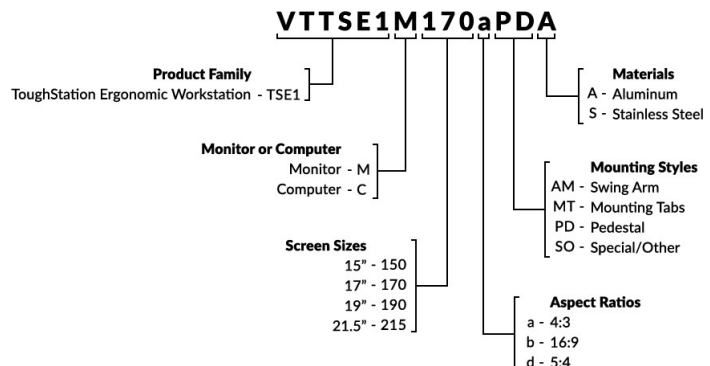 VTTSE1M170aPDA
Product Family
ToughStation Ergonomic Workstation - TSE1
Materials
A - Aluminum
S - Stainless Steel
Monitor or Computer
Monitor - M
Computer - C
Mounting Styles
AM - Swing Arm
MT - Mounting Tabs
PD - Pedestal
SO - Special/Other
Screen Sizes
15” - 150
17” - 170
19” - 190
21.5” - 215
Aspect Ratios
a - 4:3
b - 16:9
d - 5:4